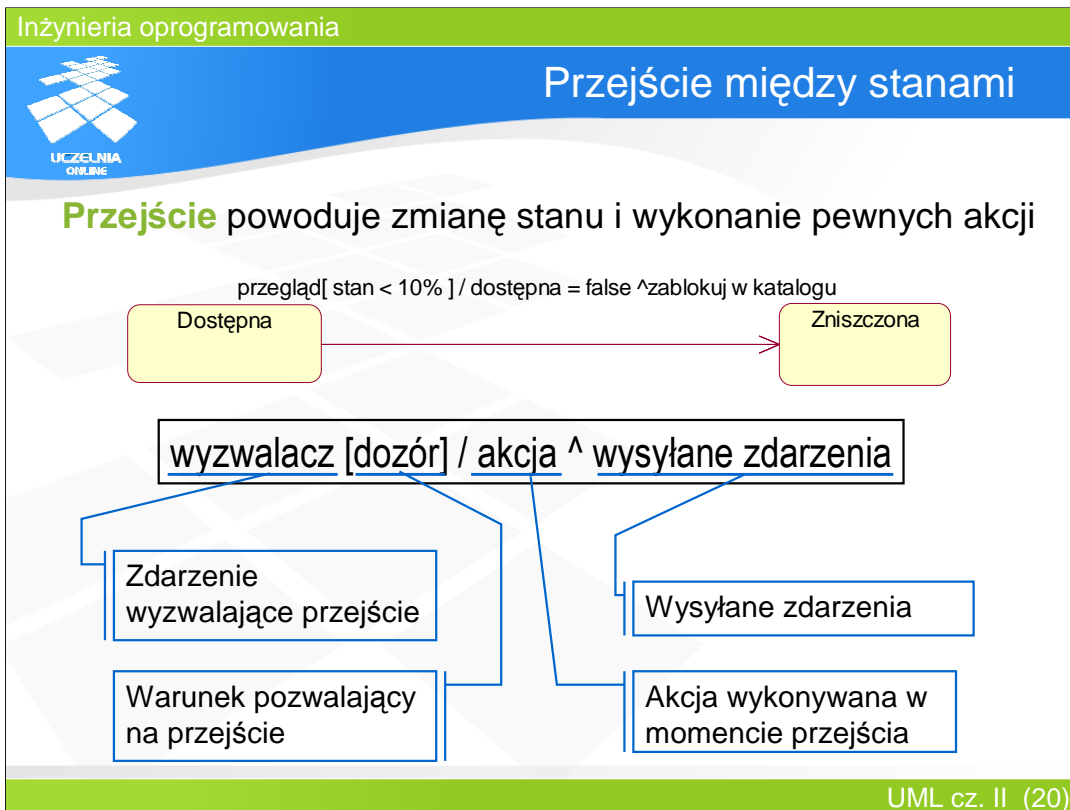 Inżynieria oprogramowania
Przejście między stanami
UCZELNIA
ONLINE
Przejście powoduje zmianę stanu i wykonanie pewnych akcji
przegląd[ stan < 10% ] / dostępna = false ^zablokuj w katalogu
Dostępna
Zniszczona
wyzwalacz [dozór] / akcja ^ wysyłane zdarzenia
Zdarzenie
wyzwalające przejście
Wysyłane zdarzenia
Warunek pozwalający
na przejście
Akcja wykonywana w
momencie przejścia
UML cz. II (20)